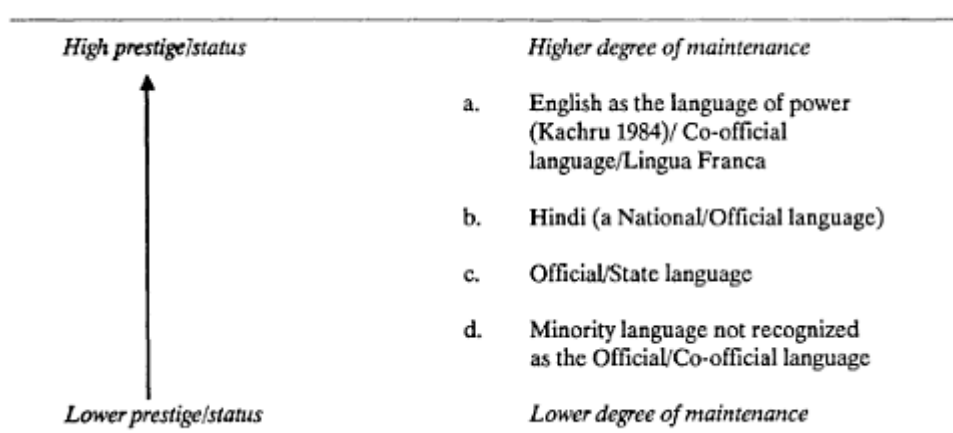 High prestige/status Higher degree of maintenance
a. English as the language of power
(Kachru 1984)/ Co-official
language/Lingua Franca
b. Hindi (a National/Official language)
c. Official/State language
d. Minority language not recognized
as the Official/Co-official language
Lower prestige/status Lower degree of maintenance